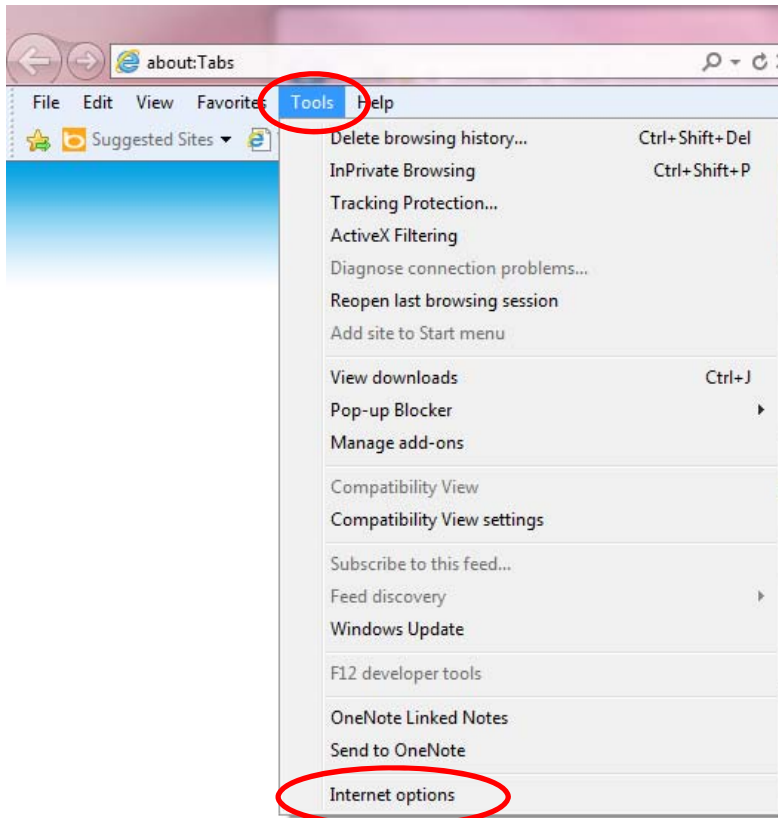 about:Tabs
File Edit View Favorites Tools Help
Suggested Sites
Delete browsing history... Ctrl+Shift+Del
InPrivate Browsing Ctrl+Shift+P
Tracking Protection...
ActiveX Filtering
Diagnose connection problems...
Reopen last browsing session
Add site to Start menu
View downloads Ctrl+J
Pop-up Blocker
Manage add-ons
Compatibility View
Compatibility View settings
Subscribe to this feed...
Feed discovery
Windows Update
F12 developer tools
OneNote Linked Notes
Send to OneNote
Internet options